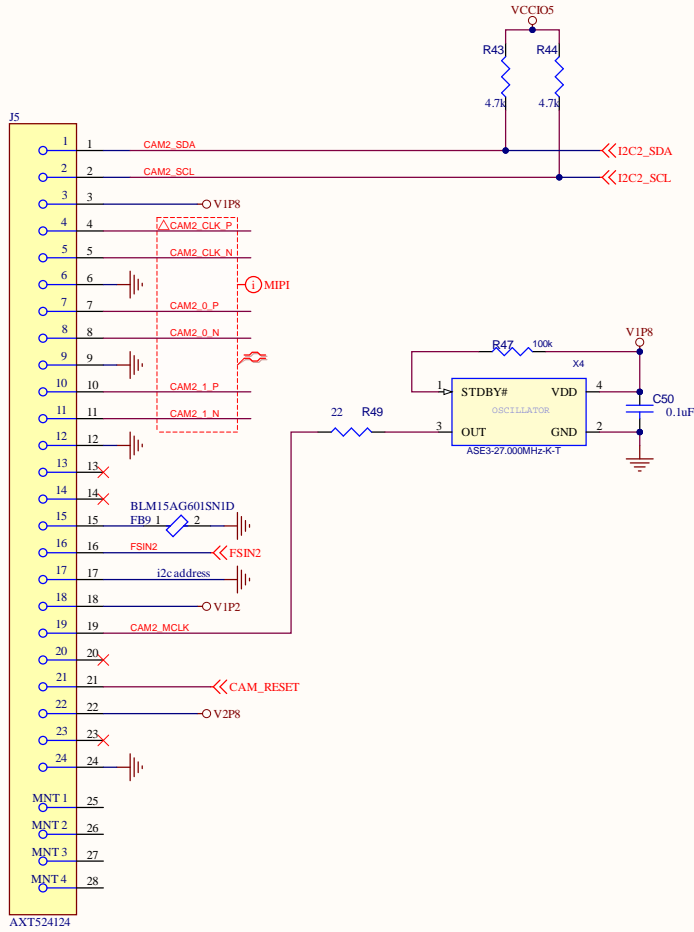 VCCIO5
R43 R44
4.7k 4.7k
J5
1 1 CAM2_SDA I2C2_SDA
2 2 CAM2_SCL I2C2_SCL
3 3 V1P8
4 4 CAM2_CLK_P
5 5 CAM2_CLK_N
6 6 i MIPI
7 7 CAM2_0_P
8 8 CAM2_0_N
9 9
10 10 CAM2_1_P
11 11 CAM2_1_N
12 12
13 13
14 14
BLM15AG601SN1D
15 15 FB9 1 2
16 16 FSIN2 FSIN2
17 17 i2c address
18 18 V1P2
19 19 CAM2_MCLK
20 20
21 21 CAM_RESET
22 22 V2P8
23 23
24 24
MNT 1 25
MNT 2 26
MNT 3 27
MNT 4 28
AXT524124
V1P8
R47 100k
X4
1 STDBY# VDD 4
C50
0.1uF
OSCILLATOR
22 R49
3 OUT GND 2
ASE3-27.000MHz-K-T